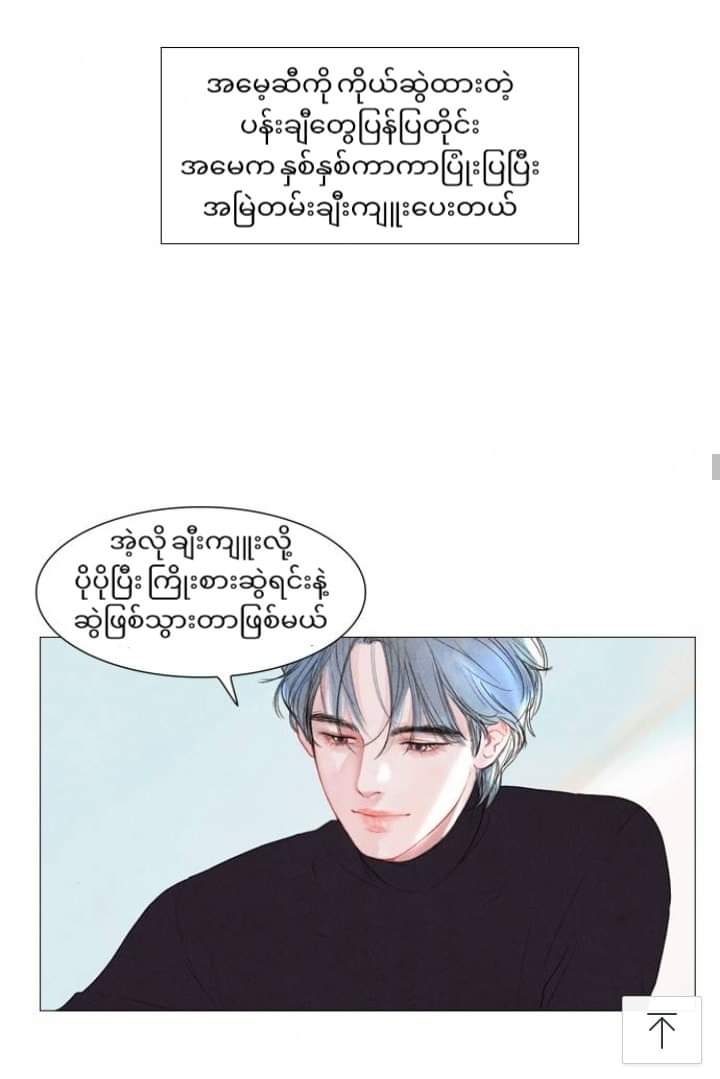 အမေ့ဆီကို ကိုယ်ဆွဲထားတဲ့
ပန်းချီတွေပြန်ပြတိုင်း
အမေက နှစ်နှစ်ကာကာပြုံးပြပြီး
အမြဲတမ်းချီးကျူးပေးတယ်
အဲ့လို ချီးကျူးလို့
ပိုပိုပြီး ကြိုးစားဆွဲရင်းနဲ့
ဆွဲဖြစ်သွားတာဖြစ်မယ်